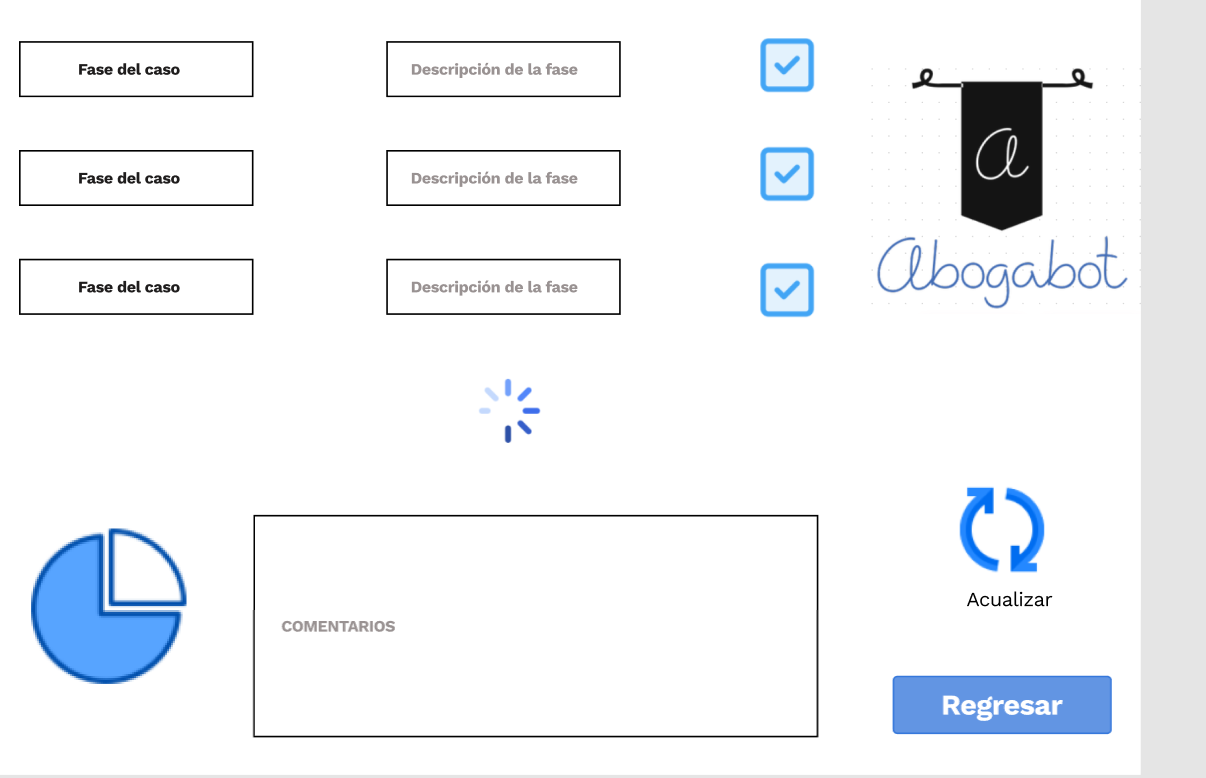 Fase del caso
Descripción de la fase
Fase del caso
Descripción de la fase
Fase del caso
Descripción de la fase
a
Abogabot
COMENTARIOS
Acualizar
Regresar